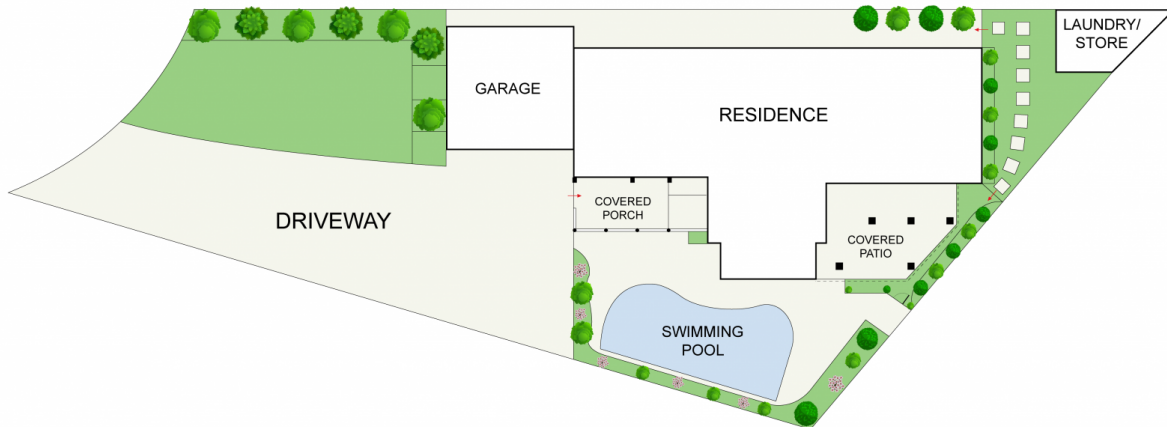 LAUNDRY/
STORE
GARAGE
RESIDENCE
COVERED
PORCH
DRIVEWAY
COVERED
PATIO
SWIMMING
POOL